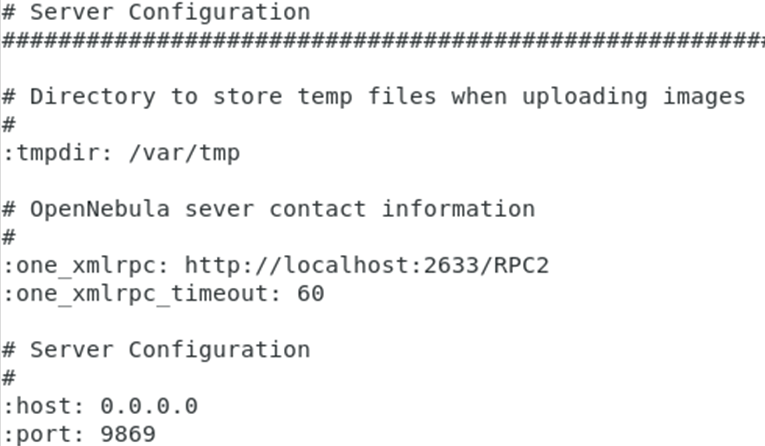 # Server Configuration
######################################################
# Directory to store temp files when uploading images
#
:tmpdir: /var/tmp
# OpenNebula sever contact information
#
:one_xmlrpc: http://localhost:2633/RPC2
:one_xmlrpc_timeout: 60
# Server Configuration
#
:host: 0.0.0.0
:port: 9869